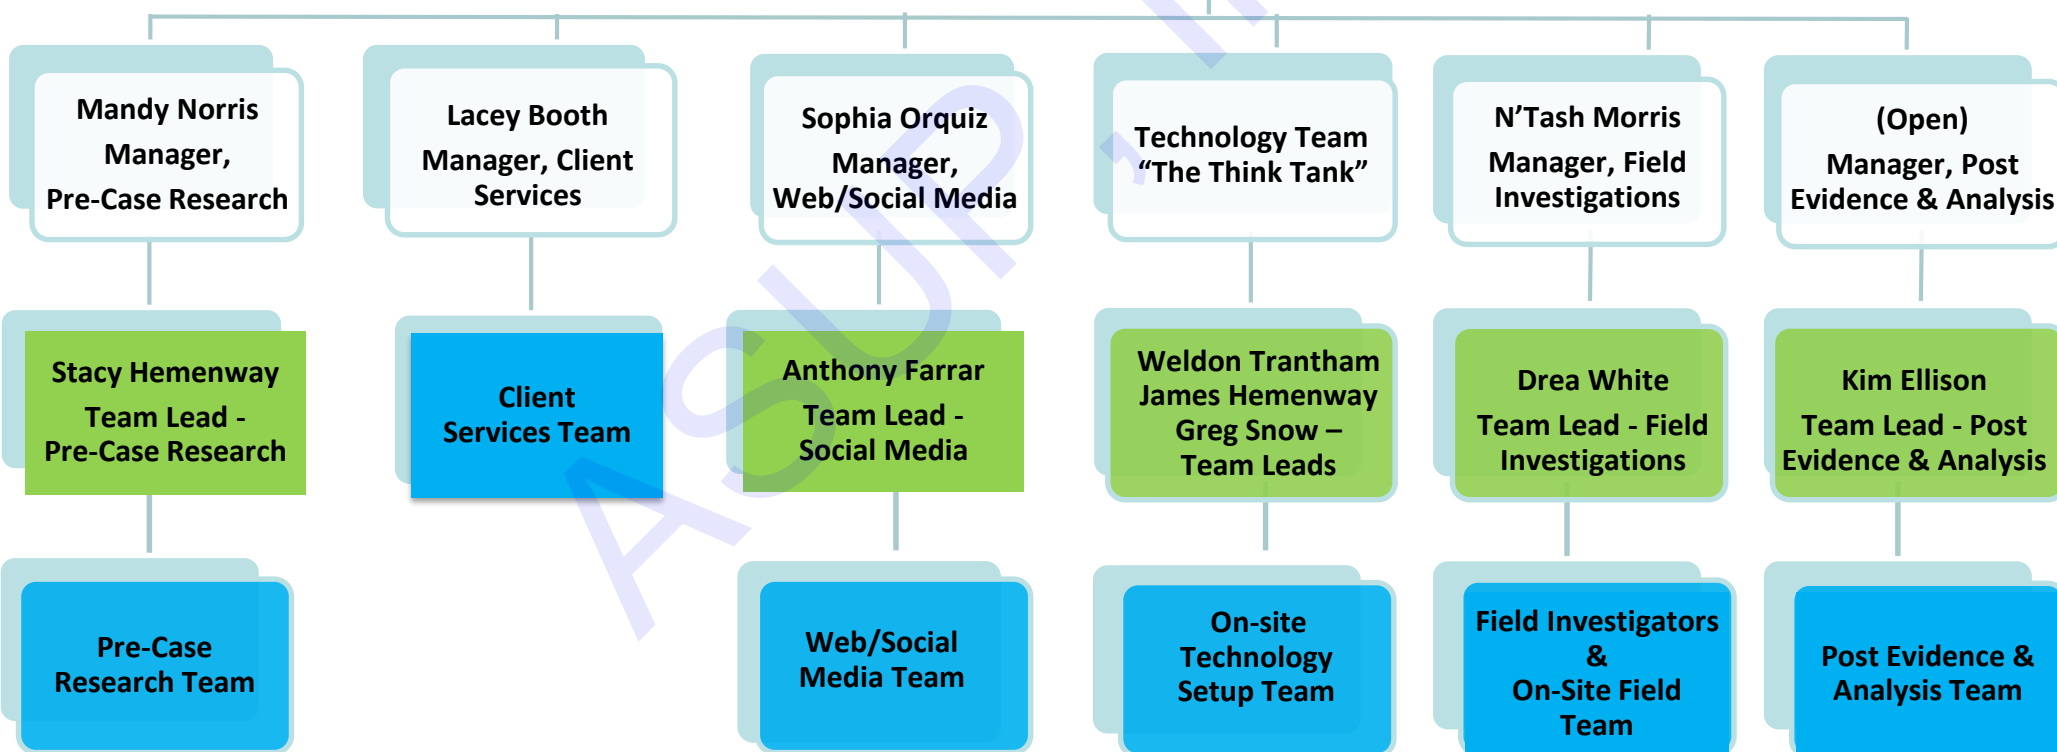 Mandy Norris
Manager,
Pre-Case Research
Lacey Booth
Manager, Client
Services
Sophia Orquiz
Manager,
Web/Social Media
Technology Team
“The Think Tank”
N’Tash Morris
Manager, Field
Investigations
(Open)
Manager, Post
Evidence & Analysis
Stacy Hemenway
Team Lead -
Pre-Case Research
Client
Services Team
Anthony Farrar
Team Lead -
Social Media
Weldon Trantham
James Hemenway
Greg Snow –
Team Leads
Drea White
Team Lead - Field
Investigations
Kim Ellison
Team Lead - Post
Evidence & Analysis
Pre-Case
Research Team
Web/Social
Media Team
On-site
Technology
Setup Team
Field Investigators
&
On-Site Field
Team
Post Evidence &
Analysis Team
ASUP,